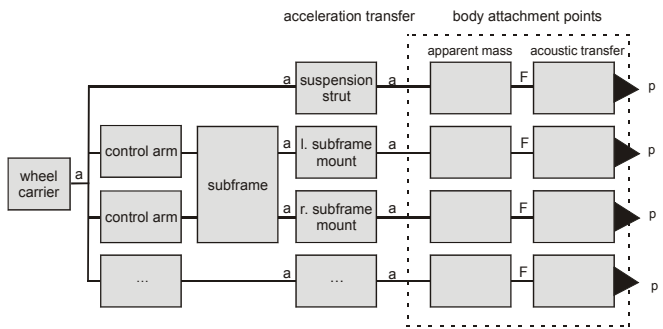 acceleration transfer
body attachment points
apparent mass
acoustic transfer
a
suspension
strut
a
F
p
control arm
a
l. subframe
mount
a
F
p
wheel
carrier
a
subframe
control arm
a
r. subframe
mount
a
F
p
...
a
...
a
F
p